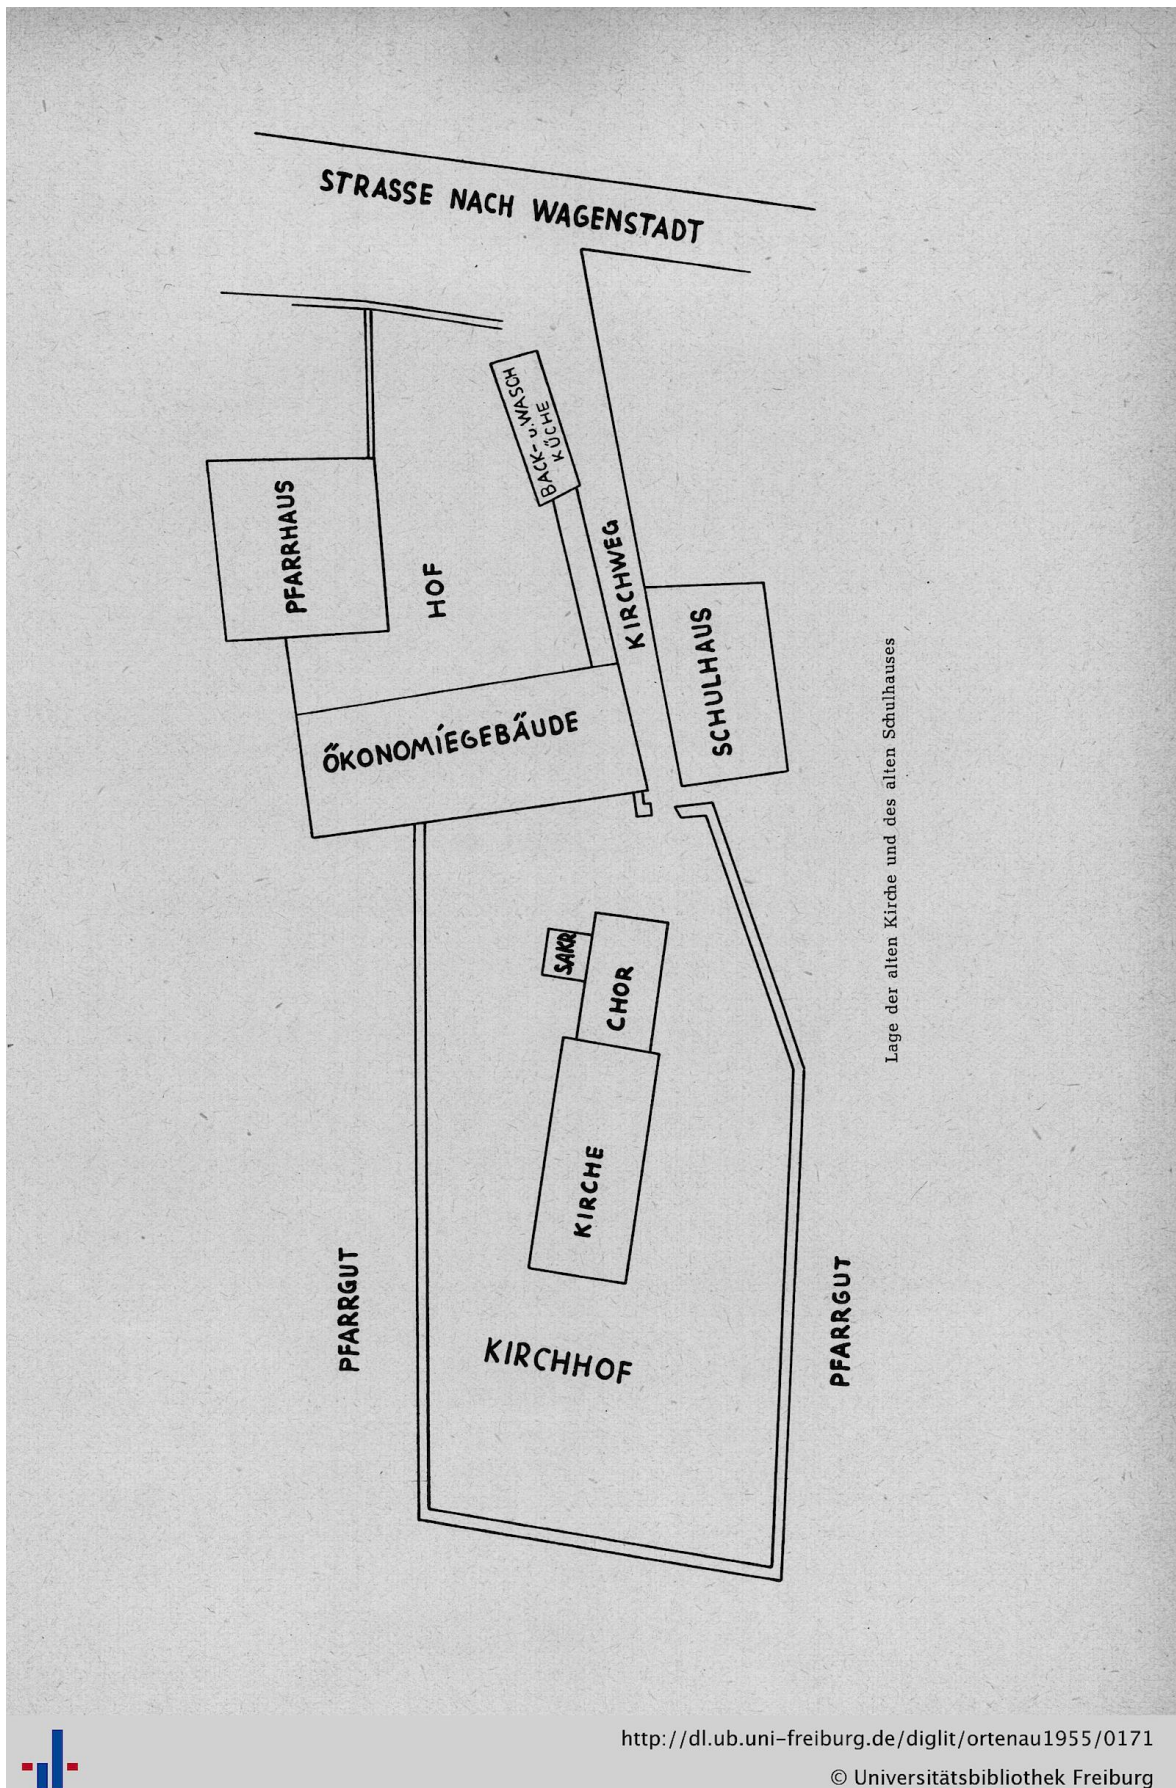 STRASSE NACH WAGENSTADT
BACK- u. WASCH
KÜCHE
PFARRHAUS
HOF
KIRCHWEG
SCHULHAUS
ÖKONOMIEGEBÄUDE
SAKR
CHOR
KIRCHE
KIRCHHOF
PFARRGUT
PFARRGUT
Lage der alten Kirche und des alten Schulhauses
http://dl.ub.uni-freiburg.de/diglit/ortenau1955/0171
© Universitätsbibliothek Freiburg